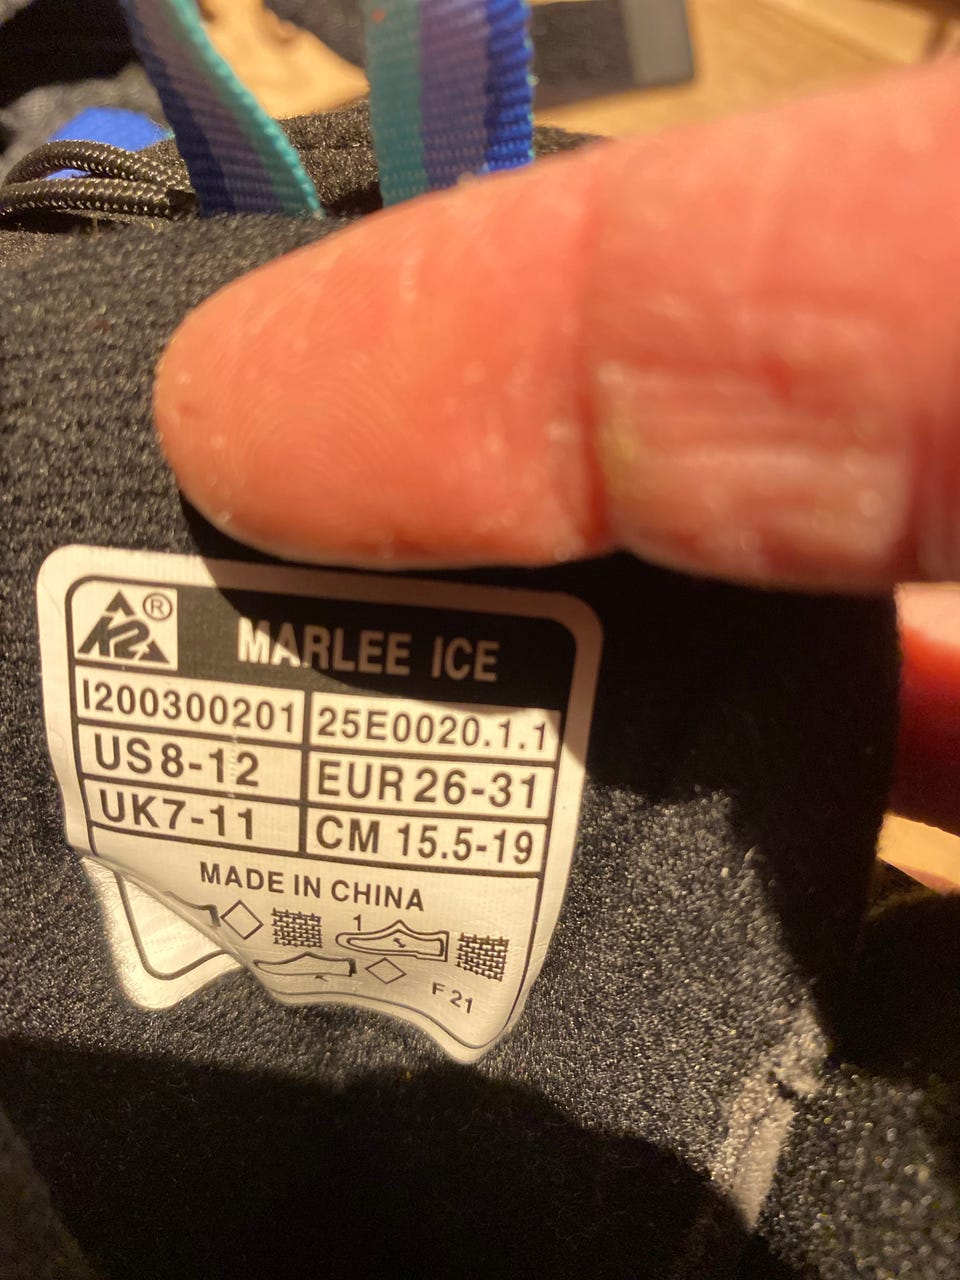 K2 ®
MARLEE ICE
I200300201 25E0020.1.1
US8-12 EUR 26-31
UK7-11 CM 15.5-19
MADE IN CHINA
1
F 21